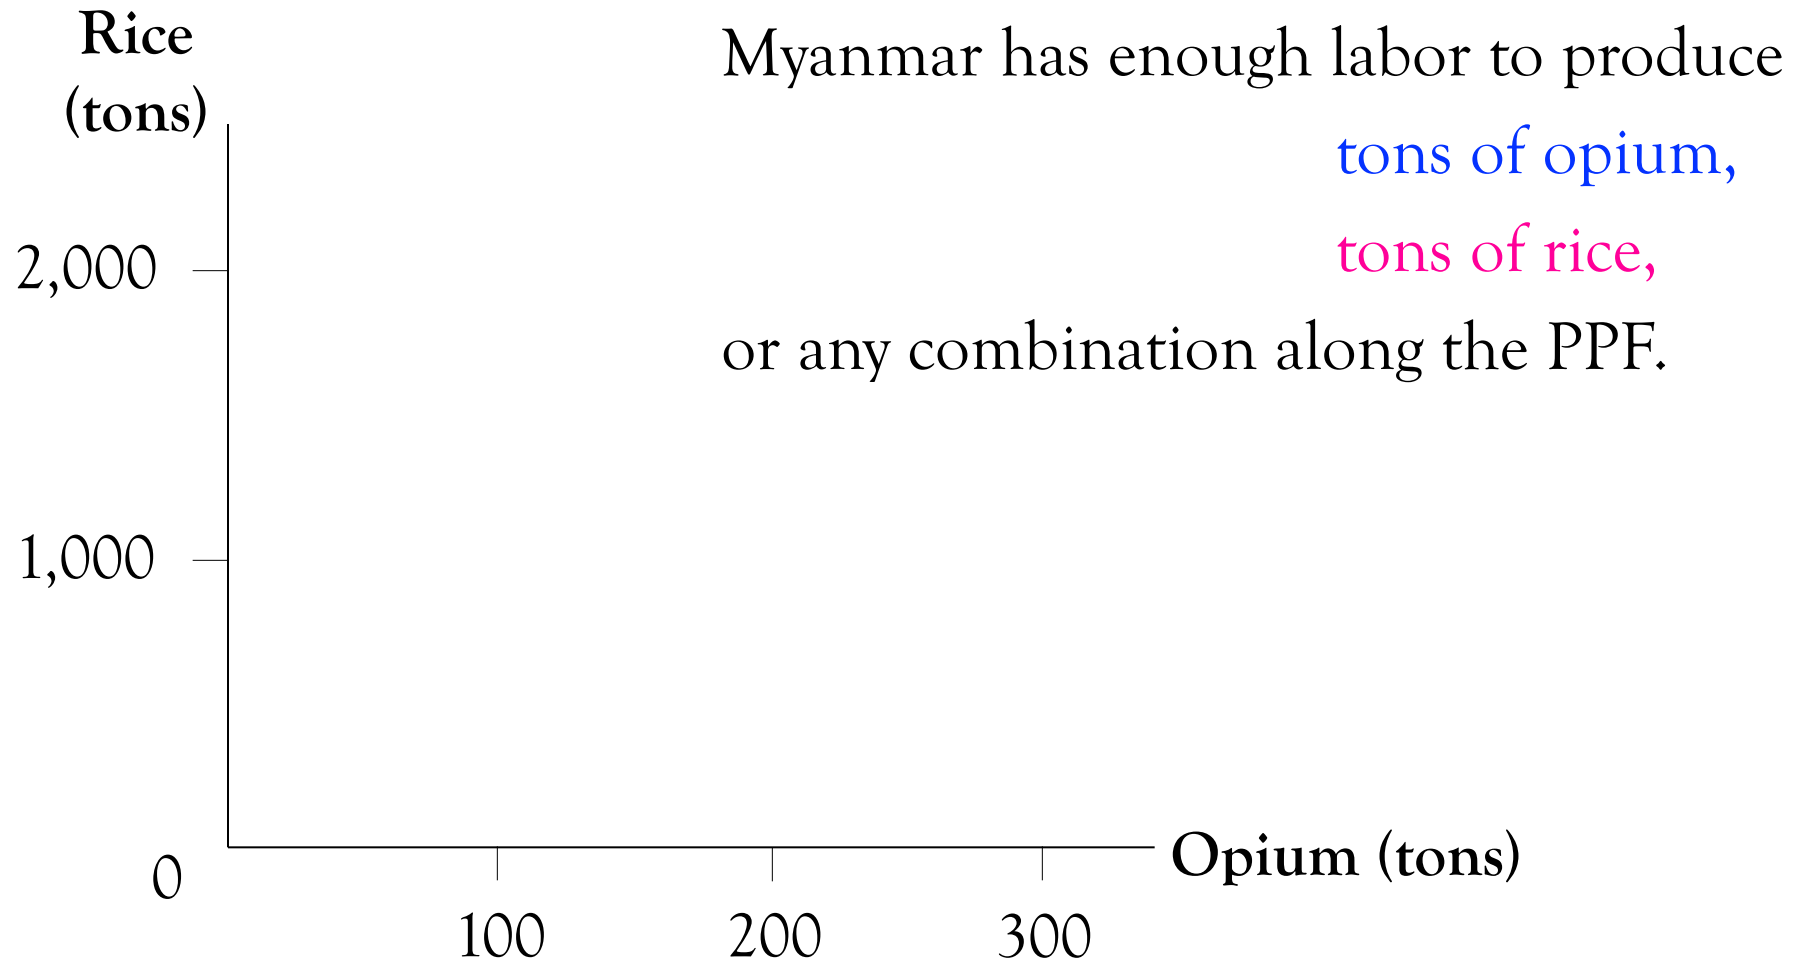 Rice
(tons)
Myanmar has enough labor to produce
tons of opium,
tons of rice,
or any combination along the PPF.
2,000
1,000
0
Opium (tons)
100 200 300